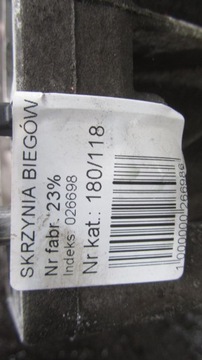 SKRZYNIA BIEGÓW
Nr fabr. 23%
Indeks: 026698
Nr kat.: 180/118